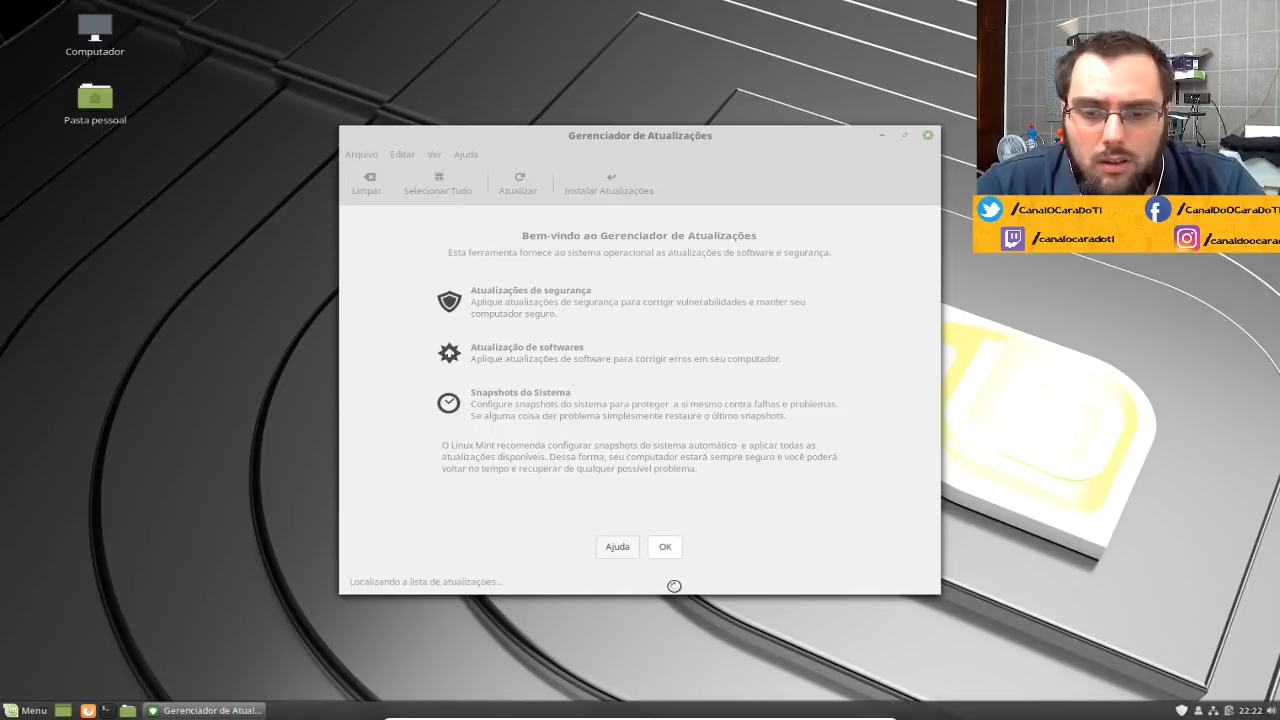 Computador
Pasta pessoal
Gerenciador de Atualizações
Arquivo Editar Ver Ajuda
Limpar Selecionar Tudo Atualizar Instalar Atualizações
Bem-vindo ao Gerenciador de Atualizações
Esta ferramenta fornece ao sistema operacional as atualizações de software e segurança.
Atualizações de segurança
Aplique atualizações de segurança para corrigir vulnerabilidades e manter seu
computador seguro.
Atualização de softwares
Aplique atualizações de software para corrigir erros em seu computador.
Snapshots do Sistema
Configure snapshots do sistema para proteger a si mesmo contra falhas e problemas.
Se alguma coisa der problema simplesmente restaure o último snapshots.
O Linux Mint recomenda configurar snapshots do sistema automático e aplicar todas as
atualizações disponíveis. Dessa forma, seu computador estará sempre seguro e você poderá
voltar no tempo e recuperar de qualquer possível problema.
Ajuda OK
Localizando a lista de atualizações...
/CanalOCaraDoTI /CanalDoOCaraDoTI
/canalocaradoti /canaldoocarad
Menu Gerenciador de Atual... 22:22